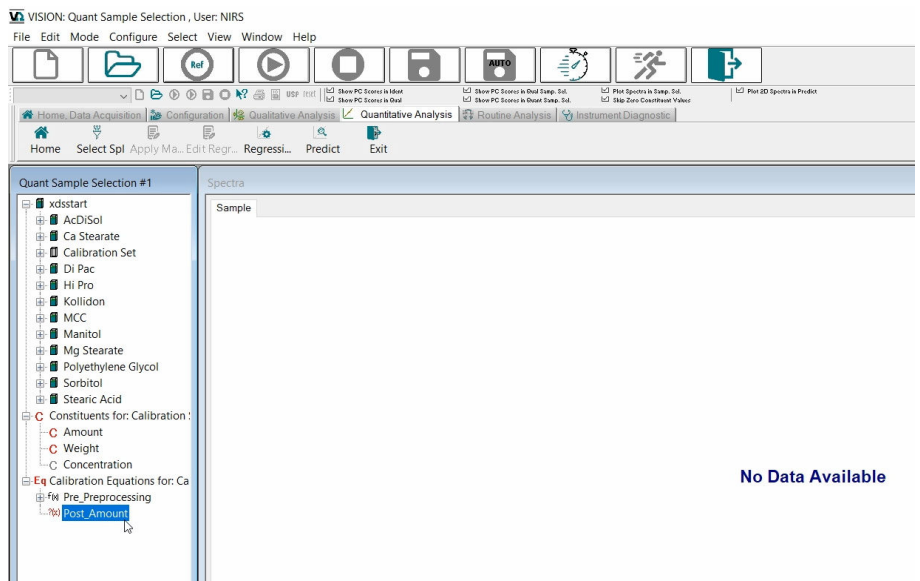 VISION: Quant Sample Selection , User: NIRS
File Edit Mode Configure Select View Window Help
Ref AUTO
USP Init Show PC Scores in Ident Show PC Scores in Qual Samp. Sel. Plot Spectra in Samp. Sel. Plot 2D Spectra in Predict
Show PC Scores in Qual Show PC Scores in Quant Samp. Sel. Skip Zero Constituent Values
Home, Data Acquisition Configuration Qualitative Analysis Quantitative Analysis Routine Analysis Instrument Diagnostic
Home Select Spl Apply Ma... Edit Regr... Regressi... Predict Exit
Quant Sample Selection #1
Spectra
Sample
xdsstart
AcDiSol
Ca Stearate
Calibration Set
Di Pac
Hi Pro
Kollidon
MCC
Manitol
Mg Stearate
Polyethylene Glycol
Sorbitol
Stearic Acid
C Constituents for: Calibration S
C Amount
C Weight
C Concentration
Eq Calibration Equations for: Ca
f(x) Pre_Preprocessing
?(x) Post_Amount
No Data Available